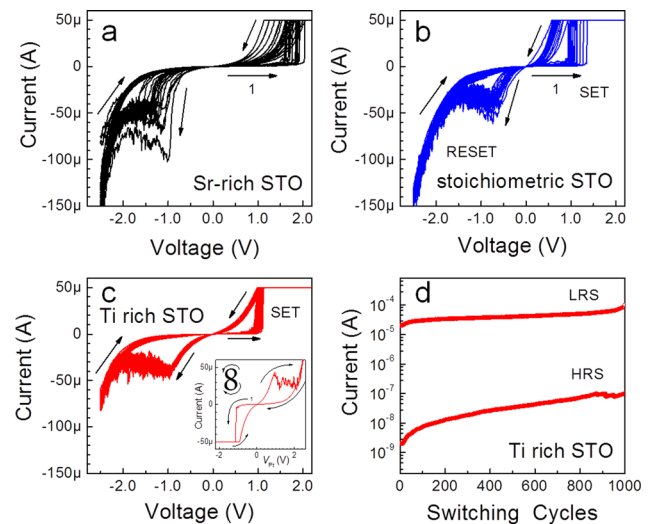 a
50µ
0
-50µ
-100µ
-150µ
Current (A)
1
Sr-rich STO
-2.0 -1.0 0.0 1.0 2.0
Voltage (V)
b
50µ
0
-50µ
-100µ
-150µ
Current (A)
1
SET
RESET
stoichiometric STO
-2.0 -1.0 0.0 1.0 2.0
Voltage (V)
c
50µ
0
-50µ
-100µ
-150µ
Current (A)
Ti rich STO
SET
8
50µ
0
-50µ
Current (A)
1
-2 0 2
V_Pt (V)
-2.0 -1.0 0.0 1.0 2.0
Voltage (V)
d
10⁻⁴
10⁻⁵
10⁻⁶
10⁻⁷
10⁻⁸
10⁻⁹
Current (A)
LRS
HRS
Ti rich STO
0 200 400 600 800 1000
Switching Cycles